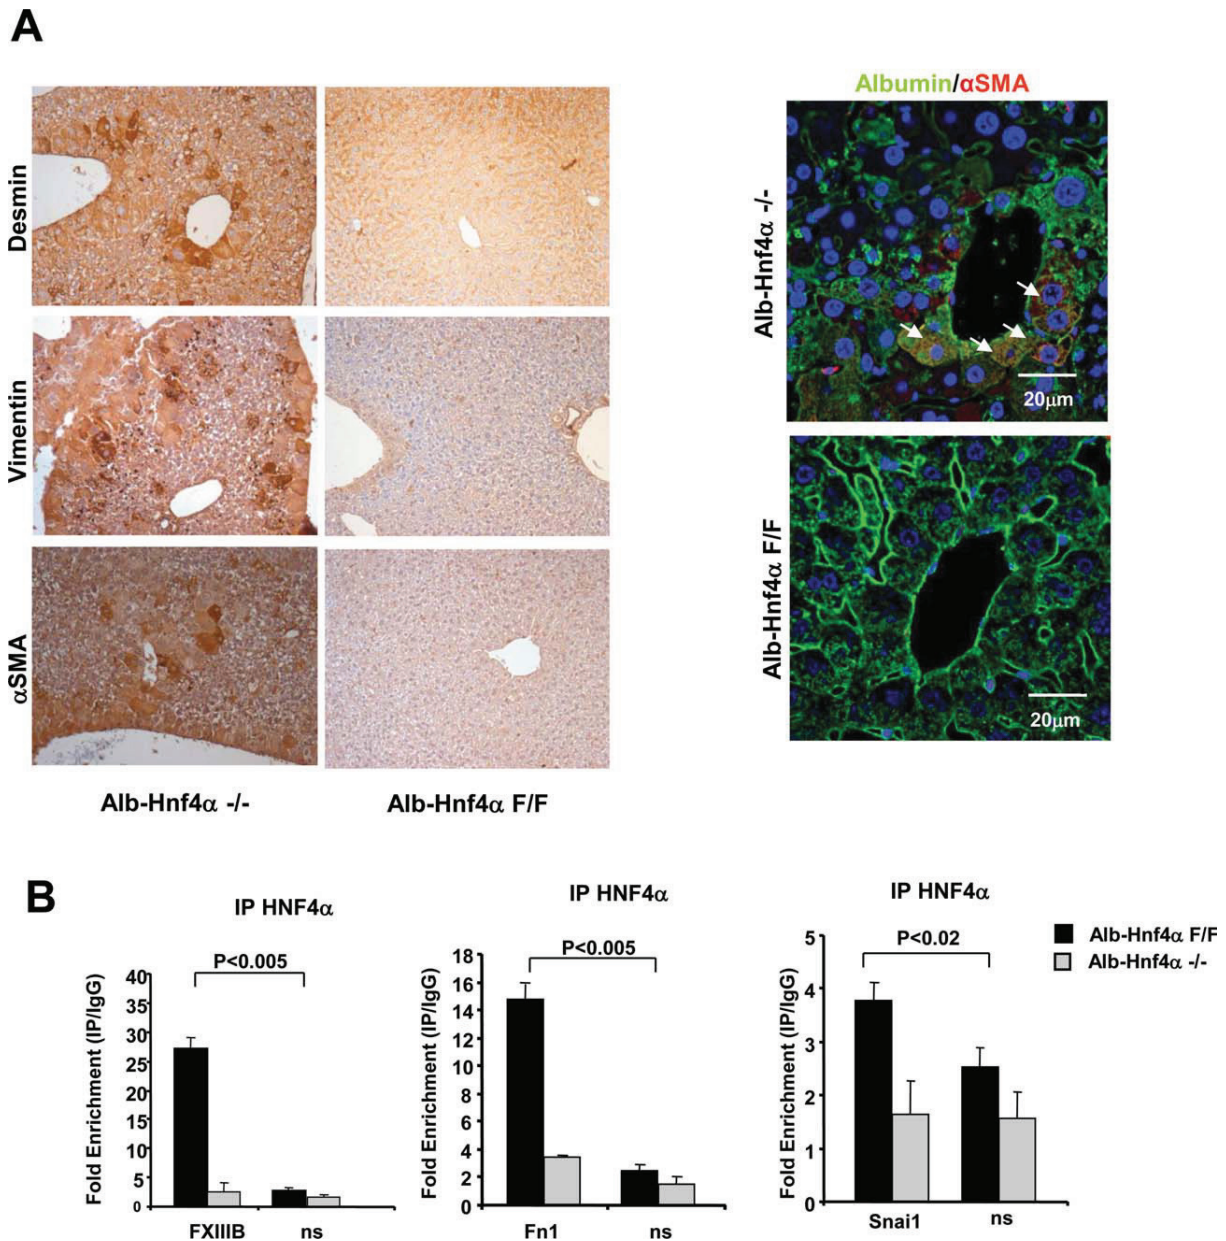 A
Albumin/αSMA
Desmin
Vimentin
αSMA
Alb-Hnf4α -/-
Alb-Hnf4α F/F
Alb-Hnf4α -/-
20μm
Alb-Hnf4α F/F
20μm
B
IP HNF4α
P<0.005
Fold Enrichment (IP/IgG)
40
35
30
25
20
15
10
5
0
FXIIIB
ns
IP HNF4α
P<0.005
Fold Enrichment (IP/IgG)
18
16
14
12
10
8
6
4
2
0
Fn1
ns
IP HNF4α
P<0.02
Fold Enrichment (IP/IgG)
5
4
3
2
1
0
Snai1
ns
Alb-Hnf4α F/F
Alb-Hnf4α -/-